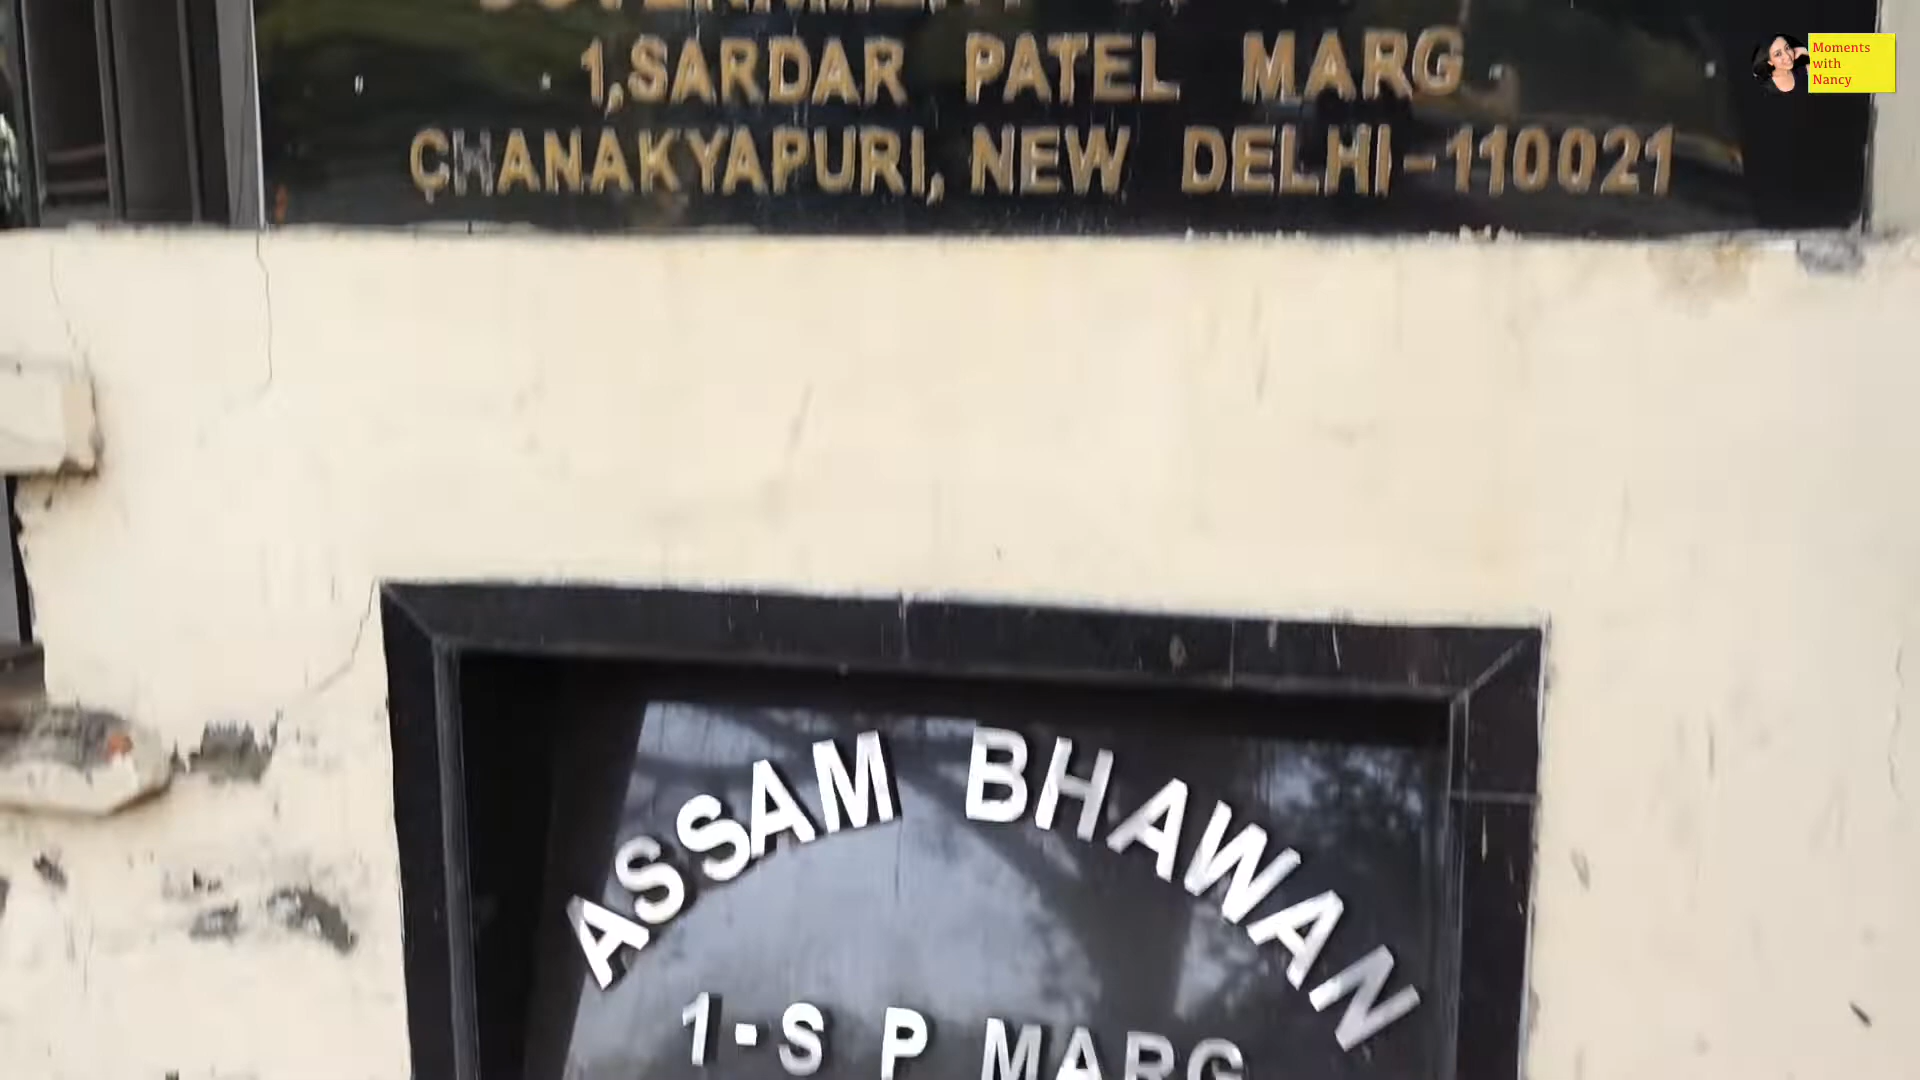 1,SARDAR PATEL MARG
CHANAKYAPURI, NEW DELHI-110021
ASSAM BHAWAN
1-S P MARG
Moments
with
Nancy